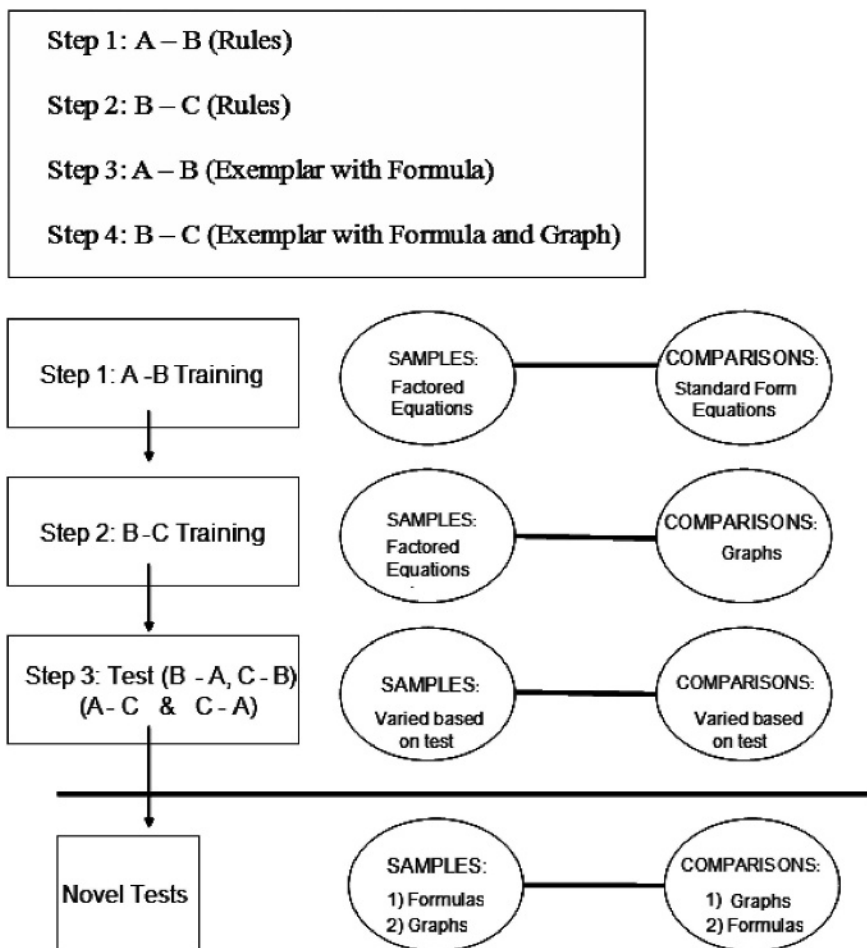 Step 1: A – B (Rules)
Step 2: B – C (Rules)
Step 3: A – B (Exemplar with Formula)
Step 4: B – C (Exemplar with Formula and Graph)
Step 1: A -B Training
SAMPLES:
Factored
Equations
COMPARISONS:
Standard Form
Equations
Step 2: B -C Training
SAMPLES:
Factored
Equations
COMPARISONS:
Graphs
Step 3: Test (B - A, C - B)
(A - C & C - A)
SAMPLES:
Varied based
on test
COMPARISONS:
Varied based
on test
Novel Tests
SAMPLES:
1) Formulas
2) Graphs
COMPARISONS:
1) Graphs
2) Formulas